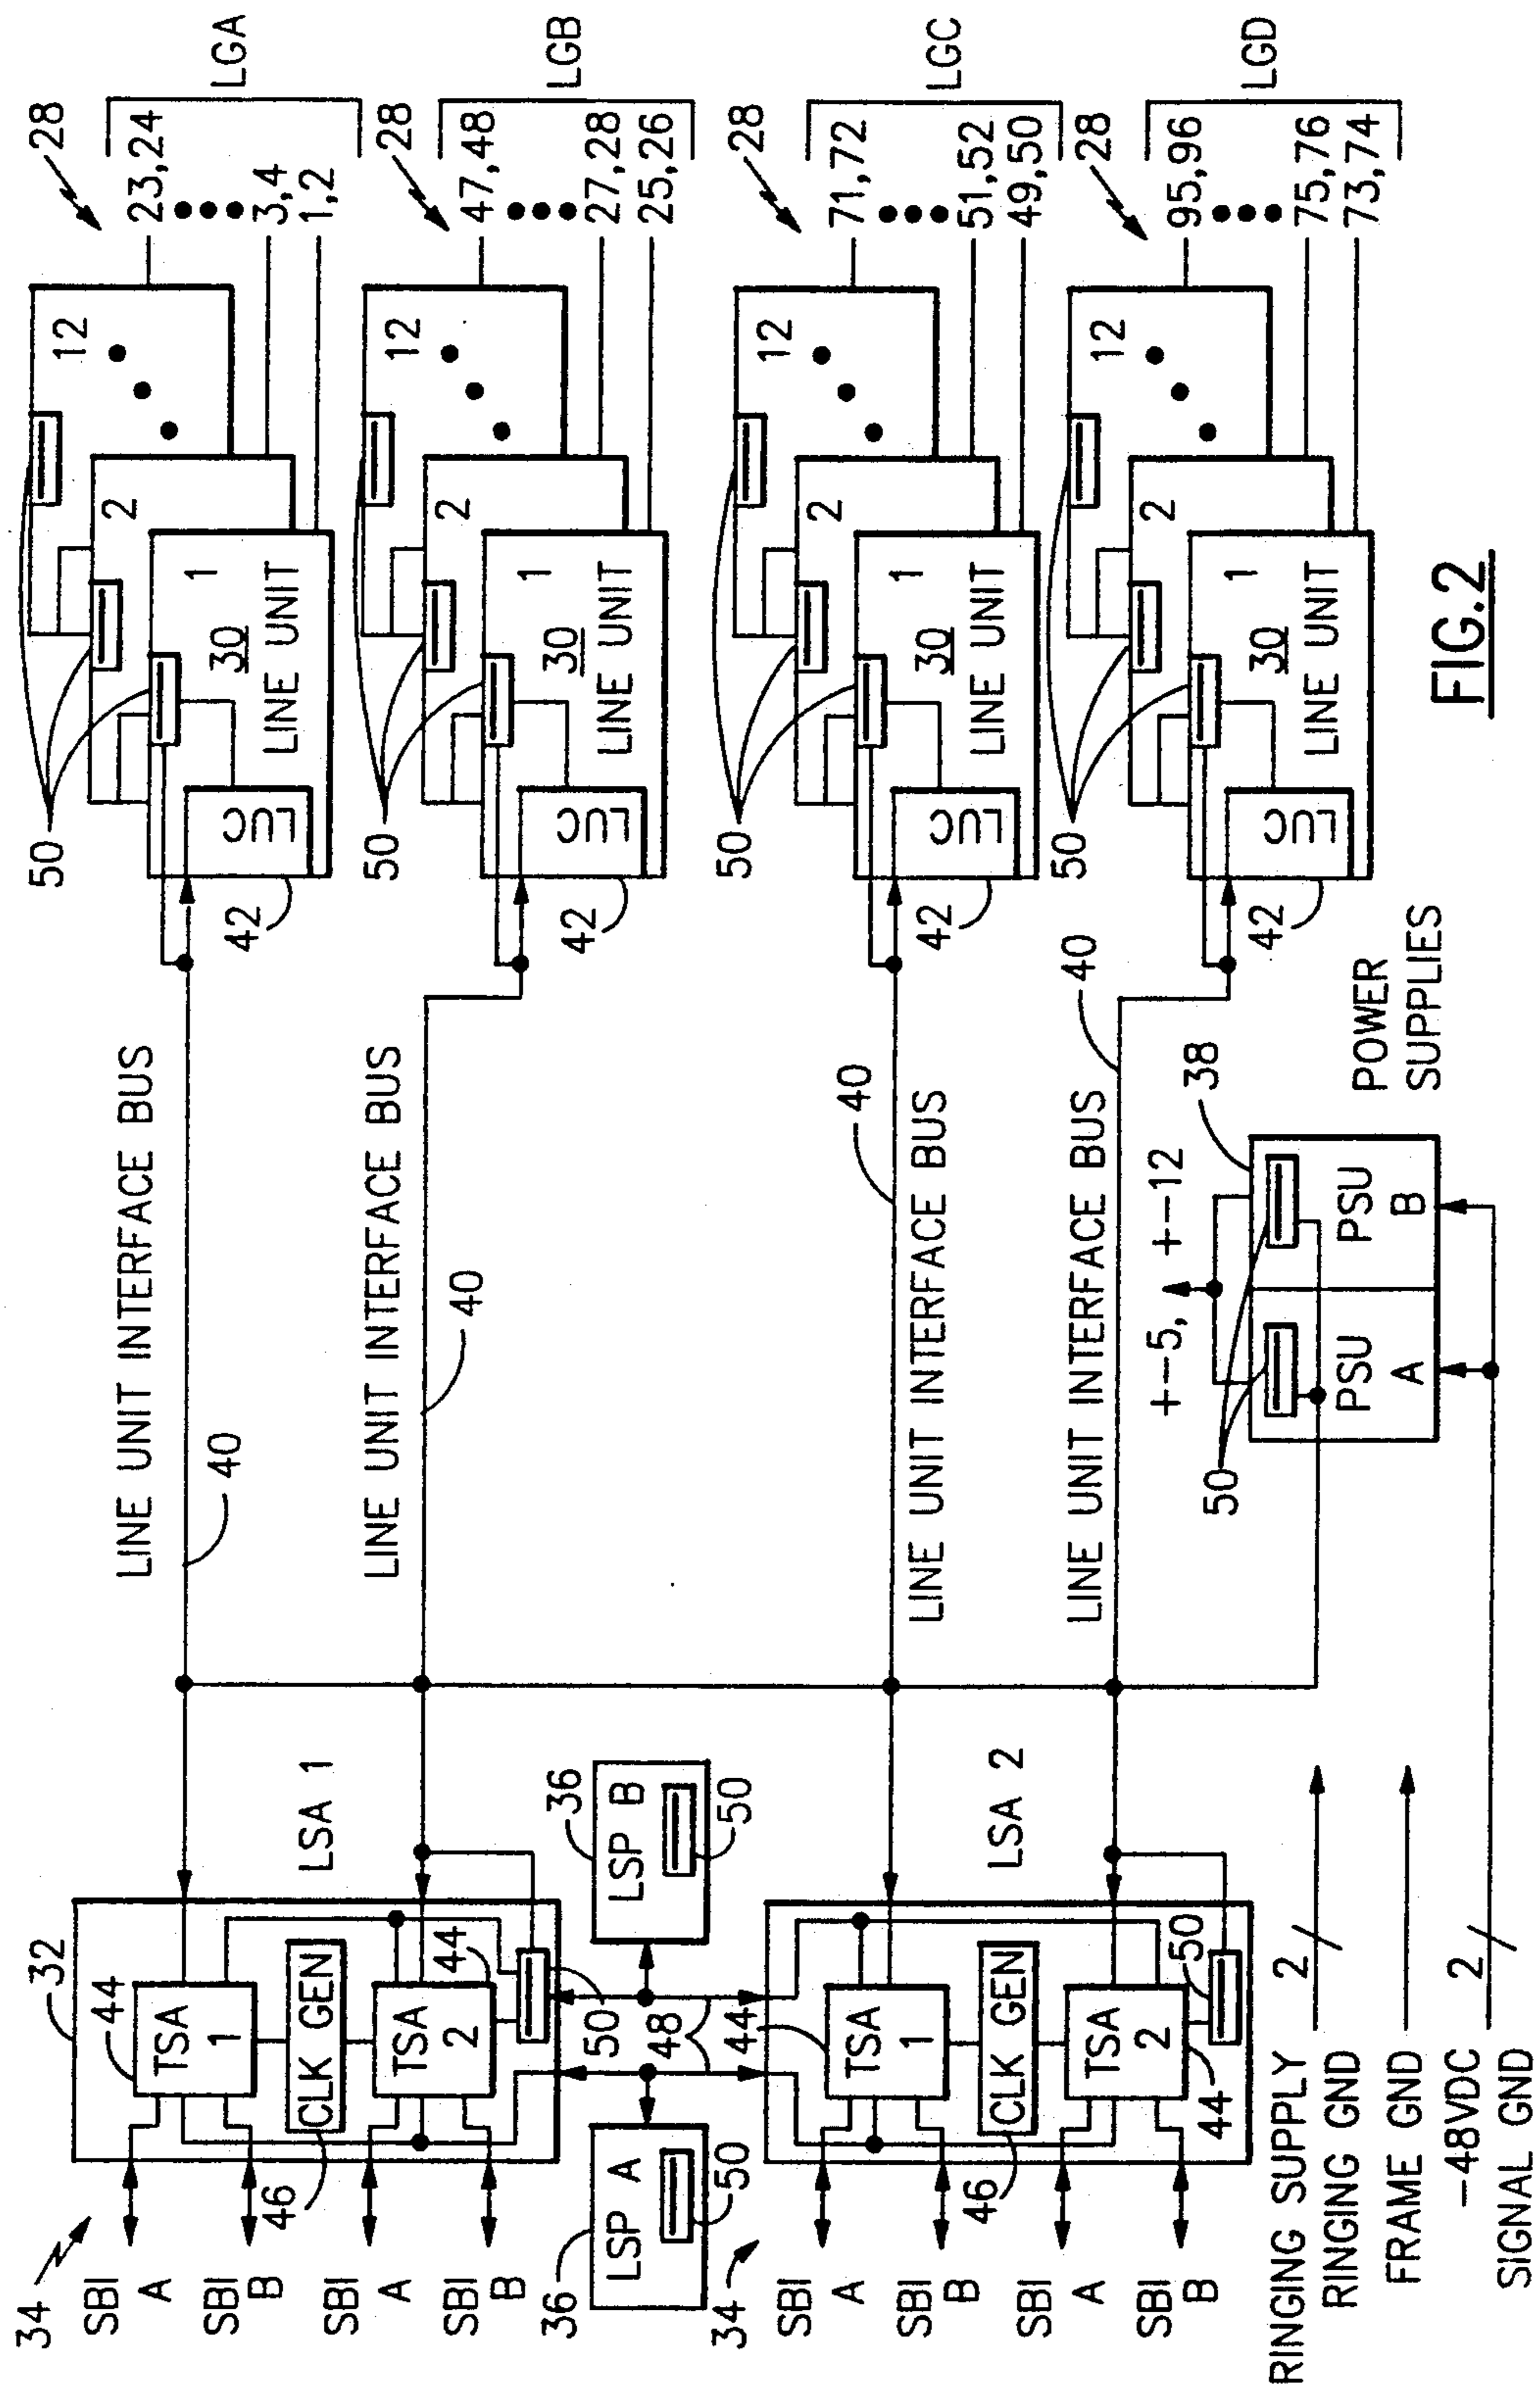 34
SBI
A
SBI
B
SBI
A
SBI
B
32
44
TSA
1
CLK GEN
46
TSA
2
44
50
LSA 1
36
LSP A
50
48
36
LSP B
50
34
SBI
A
SBI
B
SBI
A
SBI
B
44
TSA
1
CLK GEN
46
TSA
2
44
50
LSA 2
LINE UNIT INTERFACE BUS
40
LINE UNIT INTERFACE BUS
40
40
LINE UNIT INTERFACE BUS
40
LINE UNIT INTERFACE BUS
50
12
2
1
30
LINE UNIT
LUC
42
28
23,24
3,4
1,2
LGA
50
12
2
1
30
LINE UNIT
LUC
42
28
47,48
27,28
25,26
LGB
50
12
2
1
30
LINE UNIT
LUC
42
28
71,72
51,52
49,50
LGC
50
12
2
1
30
LINE UNIT
LUC
42
28
95,96
75,76
73,74
LGD
+-5, +-12
50
38
PSU
A
PSU
B
POWER
SUPPLIES
RINGING SUPPLY
RINGING GND
2
FRAME GND
-48VDC
SIGNAL GND
2
FIG.2